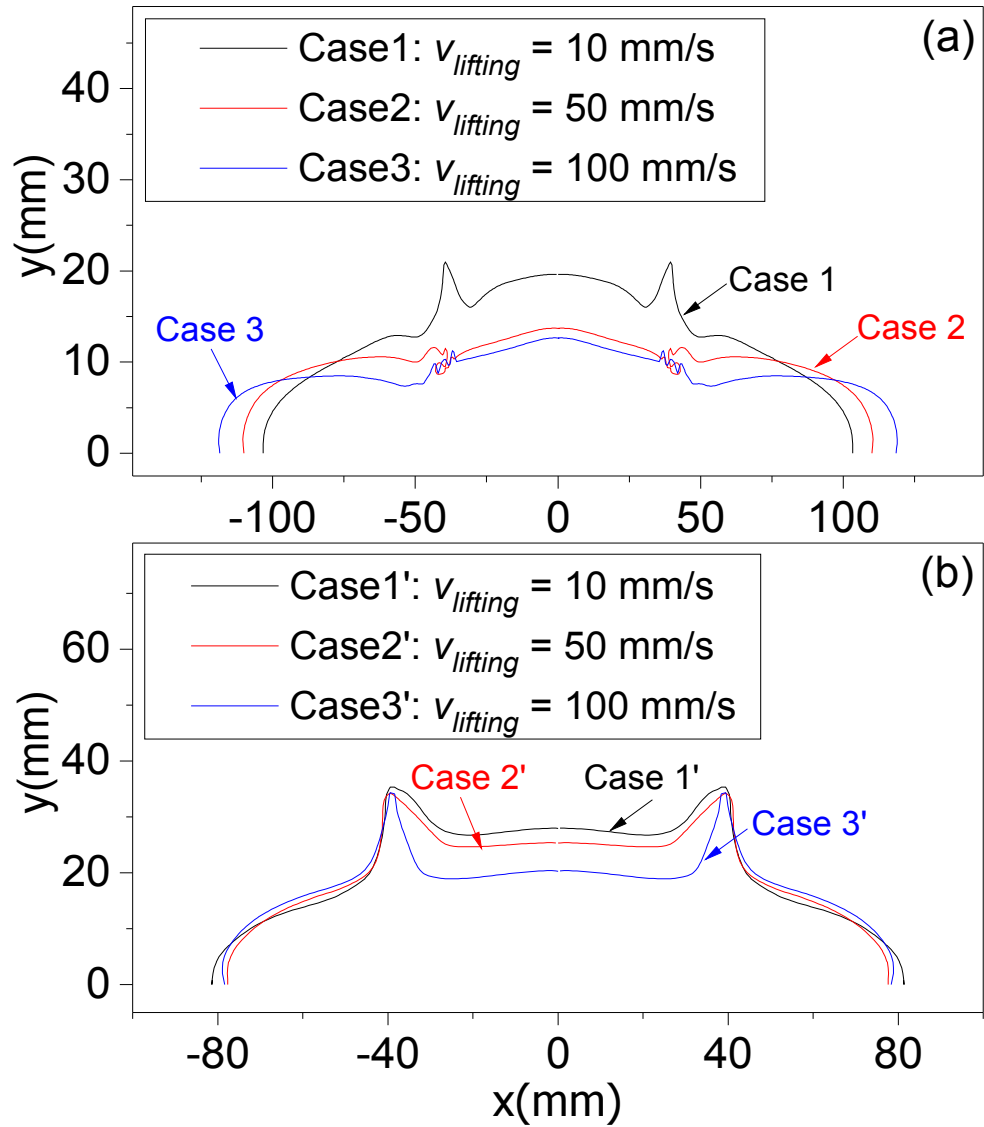 (a)
Case1: v_lifting = 10 mm/s
Case2: v_lifting = 50 mm/s
Case3: v_lifting = 100 mm/s
40
30
20
10
0
y(mm)
Case 1
Case 2
Case 3
-100 -50 0 50 100
(b)
Case1': v_lifting = 10 mm/s
Case2': v_lifting = 50 mm/s
Case3': v_lifting = 100 mm/s
60
40
20
0
y(mm)
Case 2'
Case 1'
Case 3'
-80 -40 0 40 80
x(mm)